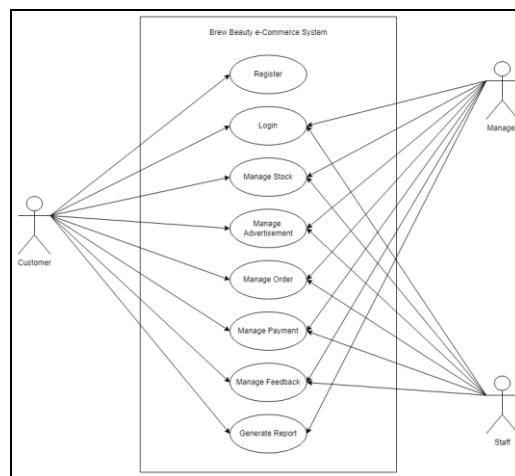 Brew Beauty e-Commerce System
Register
Login
Manage Stock
Manage
Advertisement
Manage Order
Manage Payment
Manage Feedback
Generate Report
Customer
Manage
Staff